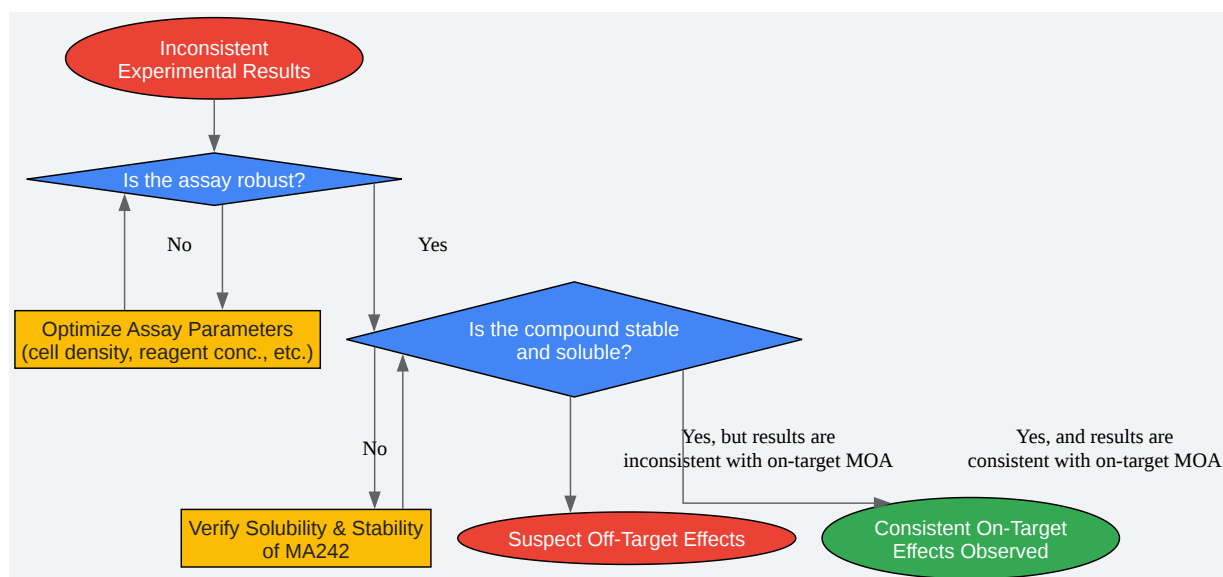 Inconsistent
Experimental Results
Is the assay robust?
No
Yes
Optimize Assay Parameters
(cell density, reagent conc., etc.)
Is the compound stable
and soluble?
No
Yes, but results are
inconsistent with on-target MOA
Yes, and results are
consistent with on-target MOA
Verify Solubility & Stability
of MA242
Suspect Off-Target Effects
Consistent On-Target
Effects Observed